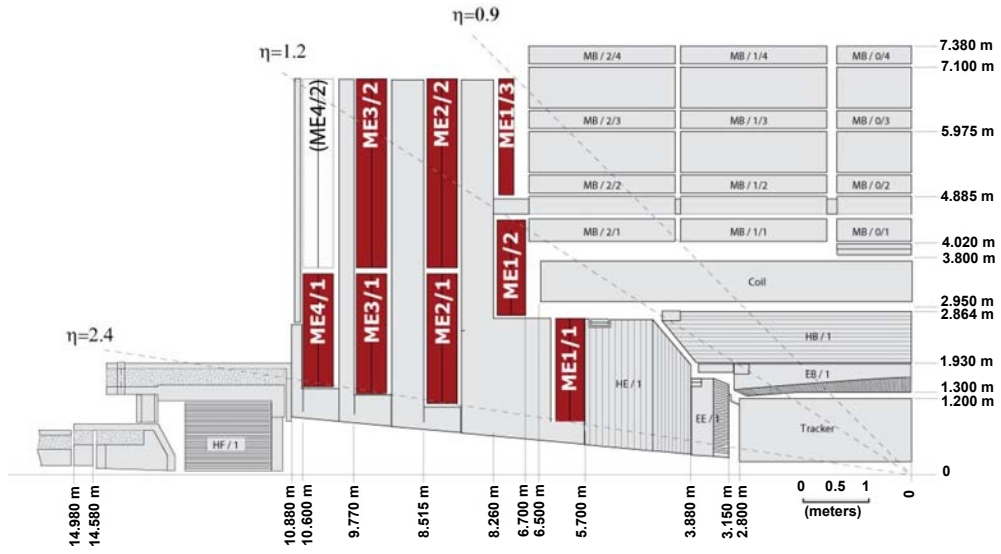 η=0.9
η=1.2
η=2.4
MB / 2/4
MB / 1/4
MB / 0/4
MB / 2/3
MB / 1/3
MB / 0/3
MB / 2/2
MB / 1/2
MB / 0/2
MB / 2/1
MB / 1/1
MB / 0/1
(ME4/2)
ME3/2
ME2/2
ME1/3
ME1/2
ME4/1
ME3/1
ME2/1
ME1/1
Coil
HB / 1
HE / 1
EB / 1
EE / 1
Tracker
HF / 1
7.380 m
7.100 m
5.975 m
4.885 m
4.020 m
3.800 m
2.950 m
2.864 m
1.930 m
1.300 m
1.200 m
0
14.980 m
14.580 m
10.880 m
10.600 m
9.770 m
8.515 m
8.260 m
6.700 m
6.500 m
5.700 m
3.880 m
3.150 m
2.800 m
0
0 0.5 1
(meters)